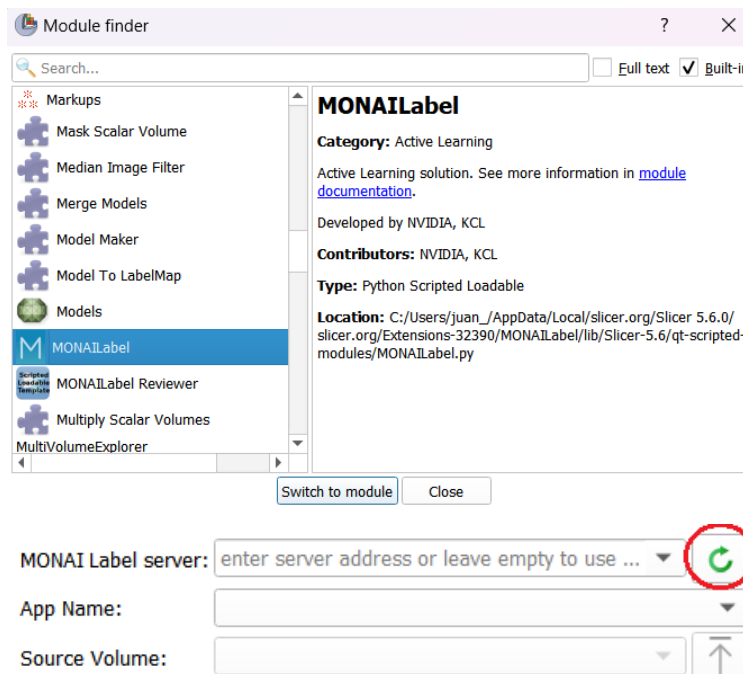 Module finder
Search...
Full text
Built-in
Markups
Mask Scalar Volume
Median Image Filter
Merge Models
Model Maker
Model To LabelMap
Models
MONAILabel
Scripted
Loadable
Template
MONAILabel Reviewer
Multiply Scalar Volumes
MultiVolumeExplorer
MONAILabel
Category: Active Learning
Active Learning solution. See more information in module
documentation.
Developed by NVIDIA, KCL
Contributors: NVIDIA, KCL
Type: Python Scripted Loadable
Location: C:/Users/juan_/AppData/Local/slicer.org/Slicer 5.6.0/
slicer.org/Extensions-32390/MONAILabel/lib/Slicer-5.6/qt-scripted-
modules/MONAILabel.py
Switch to module
Close
MONAI Label server: enter server address or leave empty to use ...
App Name:
Source Volume: